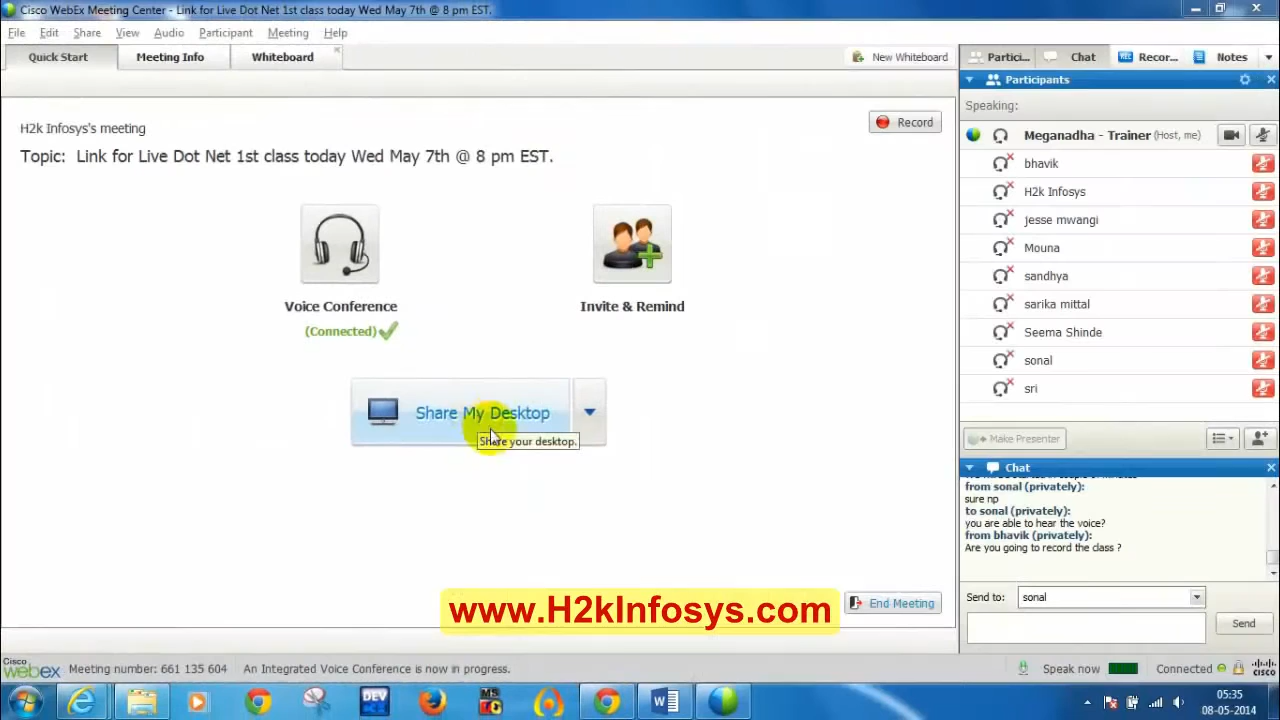 Cisco WebEx Meeting Center - Link for Live Dot Net 1st class today Wed May 7th @ 8 pm EST.
File Edit Share View Audio Participant Meeting Help
Quick Start Meeting Info Whiteboard New Whiteboard
Partici... Chat Recor... Notes
Participants
Speaking:
H2k Infosys's meeting
Record
Topic: Link for Live Dot Net 1st class today Wed May 7th @ 8 pm EST.
Voice Conference
(Connected)
Invite & Remind
Share My Desktop
Share your desktop.
Meganadha - Trainer (Host, me)
bhavik
H2k Infosys
jesse mwangi
Mouna
sandhya
sarika mittal
Seema Shinde
sonal
sri
Make Presenter
Chat
from sonal (privately):
sure np
to sonal (privately):
you are able to hear the voice?
from bhavik (privately):
Are you going to record the class ?
Send to: sonal
Send
End Meeting
www.H2kInfosys.com
Cisco webex Meeting number: 661 135 604 An Integrated Voice Conference is now in progress.
Speak now Connected cisco
DEV
MS
05:35
08-05-2014